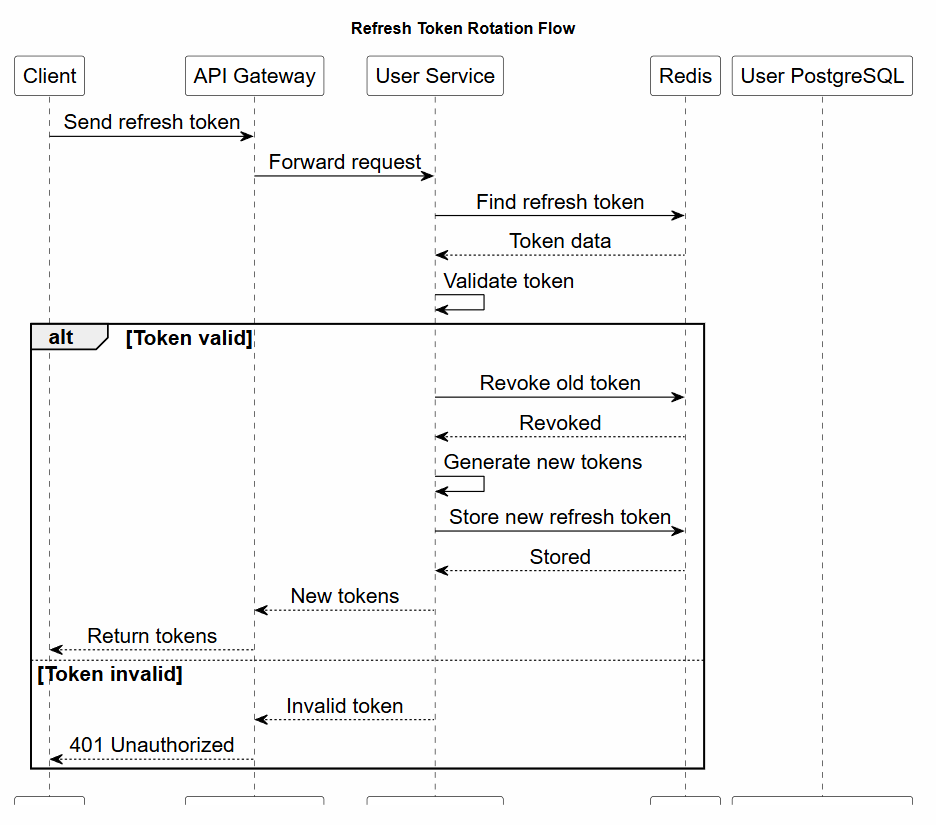 Refresh Token Rotation Flow
Client API Gateway User Service Redis User PostgreSQL
Send refresh token
Forward request
Find refresh token
Token data
Validate token
alt [Token valid]
Revoke old token
Revoked
Generate new tokens
Store new refresh token
Stored
New tokens
Return tokens
[Token invalid]
Invalid token
401 Unauthorized